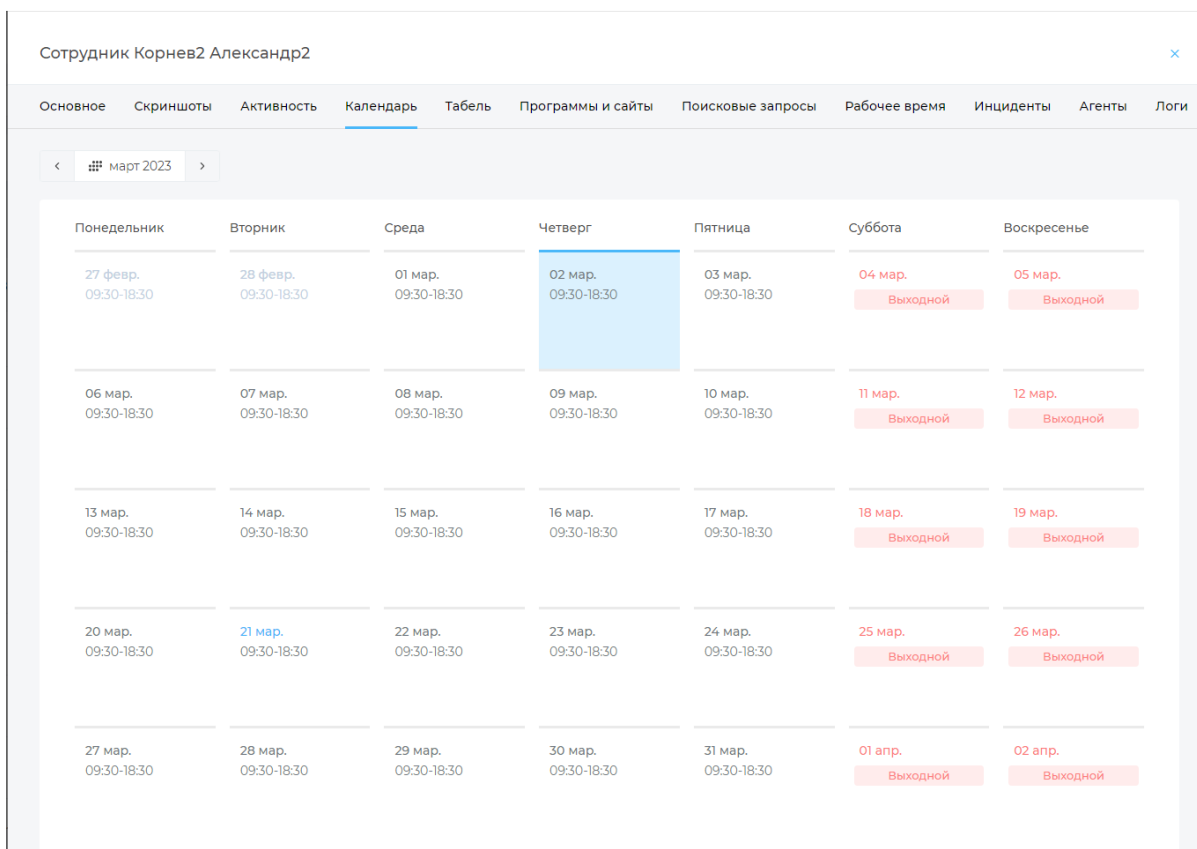 Сотрудник Корнев2 Александр2 ×
Основное Скриншоты Активность Календарь Табель Программы и сайты Поисковые запросы Рабочее время Инциденты Агенты Логи
март 2023
Понедельник Вторник Среда Четверг Пятница Суббота Воскресенье
27 февр. 28 февр. 01 мар. 02 мар. 03 мар. 04 мар. 05 мар.
09:30-18:30 09:30-18:30 09:30-18:30 09:30-18:30 09:30-18:30 Выходной Выходной
06 мар. 07 мар. 08 мар. 09 мар. 10 мар. 11 мар. 12 мар.
09:30-18:30 09:30-18:30 09:30-18:30 09:30-18:30 09:30-18:30 Выходной Выходной
13 мар. 14 мар. 15 мар. 16 мар. 17 мар. 18 мар. 19 мар.
09:30-18:30 09:30-18:30 09:30-18:30 09:30-18:30 09:30-18:30 Выходной Выходной
20 мар. 21 мар. 22 мар. 23 мар. 24 мар. 25 мар. 26 мар.
09:30-18:30 09:30-18:30 09:30-18:30 09:30-18:30 09:30-18:30 Выходной Выходной
27 мар. 28 мар. 29 мар. 30 мар. 31 мар. 01 апр. 02 апр.
09:30-18:30 09:30-18:30 09:30-18:30 09:30-18:30 09:30-18:30 Выходной Выходной